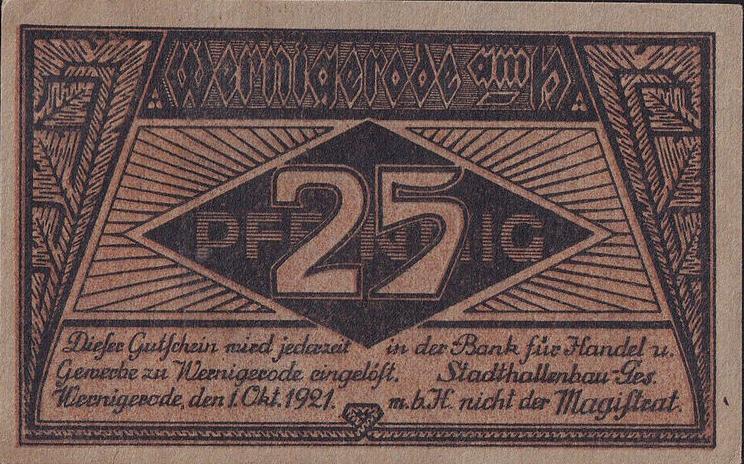 Wernigerode am H.
25
PFENNIG
Dieser Gutschein wird jederzeit in der Bank für Handel u.
Gewerbe zu Wernigerode eingelöst. Stadthallenbau-Ges.
Wernigerode, den 1. Okt. 1921. m.b.H. nicht der Magistrat.